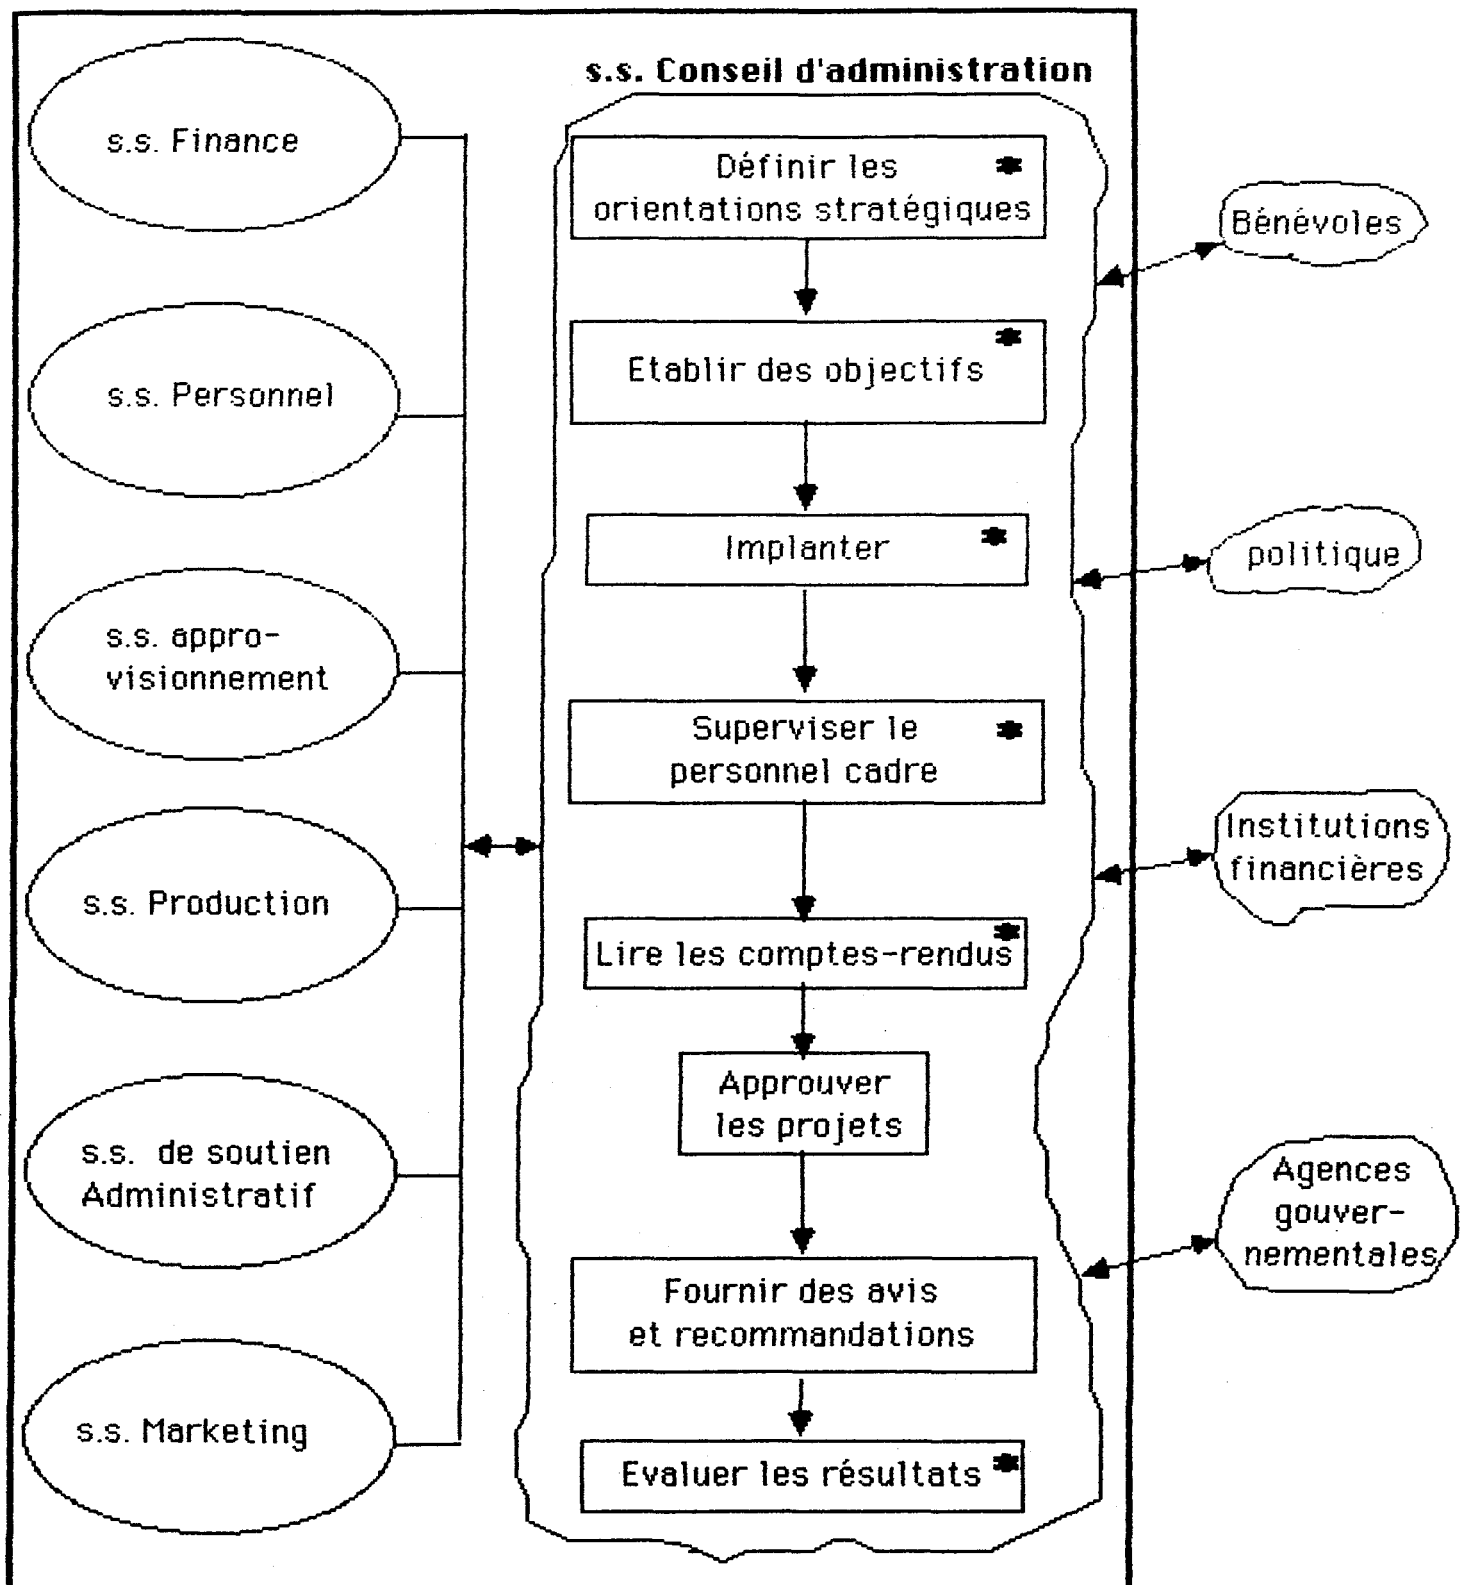 s.s. Conseil d'administration
s.s. Finance
s.s. Personnel
s.s. appro-
visionnement
s.s. Production
s.s. de soutien
Administratif
s.s. Marketing
Définir les *
orientations stratégiques
Etablir des objectifs *
Implanter *
Superviser le *
personnel cadre
Lire les comptes-rendus *
Approuver
les projets
Fournir des avis
et recommandations
Evaluer les résultats *
Bénévoles
politique
Institutions
financières
Agences
gouver-
nementales